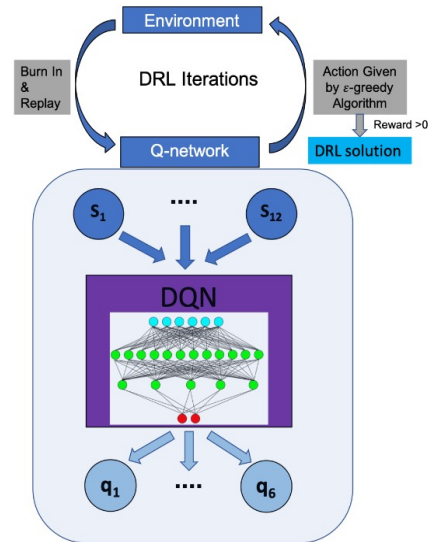 Environment
Burn In
&
Replay
DRL Iterations
Action Given
by ε-greedy
Algorithm
Reward >0
Q-network
DRL solution
S1
....
S12
DQN
q1
....
q6